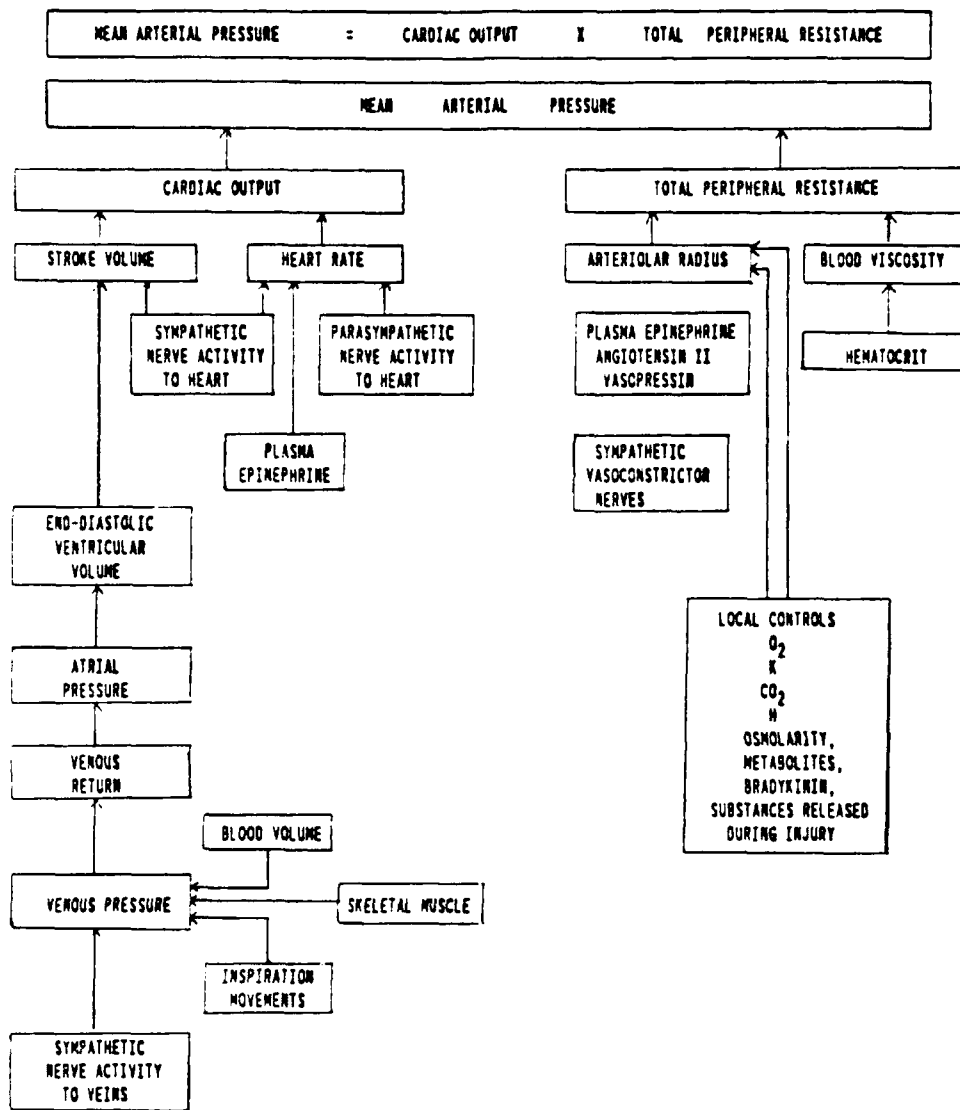 MEAN ARTERIAL PRESSURE = CARDIAC OUTPUT X TOTAL PERIPHERAL RESISTANCE
MEAN ARTERIAL PRESSURE
CARDIAC OUTPUT
TOTAL PERIPHERAL RESISTANCE
STROKE VOLUME
HEART RATE
ARTERIOLAR RADIUS
BLOOD VISCOSITY
SYMPATHETIC
NERVE ACTIVITY
TO HEART
PARASYMPATHETIC
NERVE ACTIVITY
TO HEART
PLASMA EPINEPHRINE
ANGIOTENSIN II
VASOPRESSIN
HEMATOCRIT
PLASMA
EPINEPHRINE
SYMPATHETIC
VASOCONSTRICTOR
NERVES
END-DIASTOLIC
VENTRICULAR
VOLUME
LOCAL CONTROLS
O2
K
CO2
H
OSMOLARITY,
METABOLITES,
BRADYKININ,
SUBSTANCES RELEASED
DURING INJURY
ATRIAL
PRESSURE
VENOUS
RETURN
BLOOD VOLUME
VENOUS PRESSURE
SKELETAL MUSCLE
INSPIRATION
MOVEMENTS
SYMPATHETIC
NERVE ACTIVITY
TO VEINS